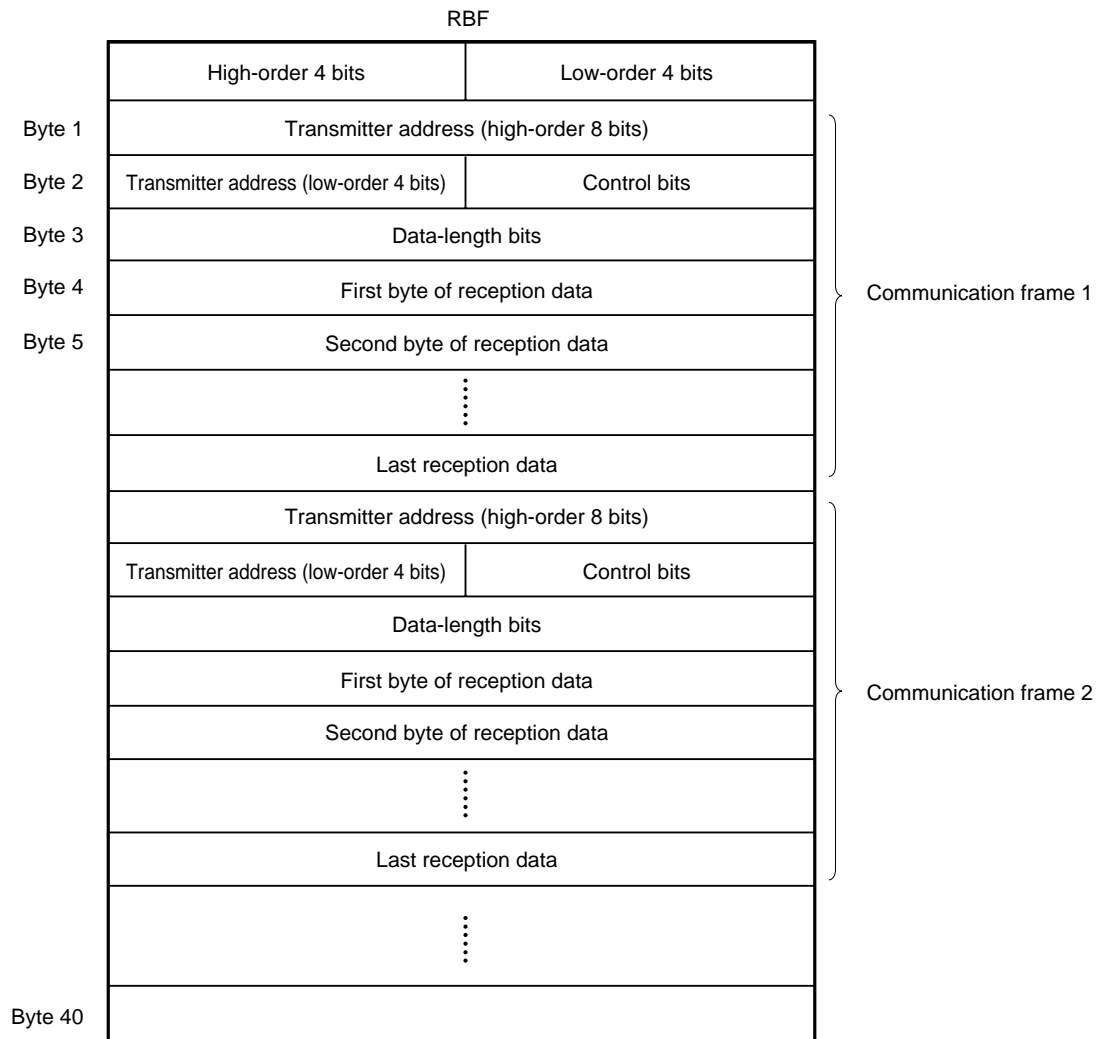 RBF
High-order 4 bits Low-order 4 bits
Byte 1 Transmitter address (high-order 8 bits)
Byte 2 Transmitter address (low-order 4 bits) Control bits
Byte 3 Data-length bits
Byte 4 First byte of reception data Communication frame 1
Byte 5 Second byte of reception data
Last reception data
Transmitter address (high-order 8 bits)
Transmitter address (low-order 4 bits) Control bits
Data-length bits
First byte of reception data Communication frame 2
Second byte of reception data
Last reception data
Byte 40